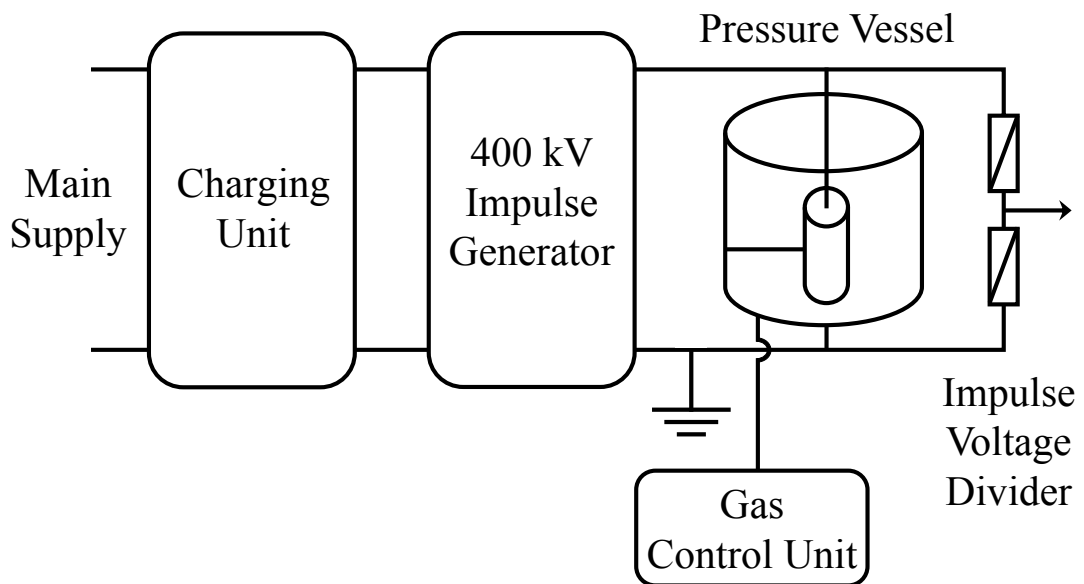 Pressure Vessel
Main
Supply
Charging
Unit
400 kV
Impulse
Generator
Impulse
Voltage
Divider
Gas
Control Unit